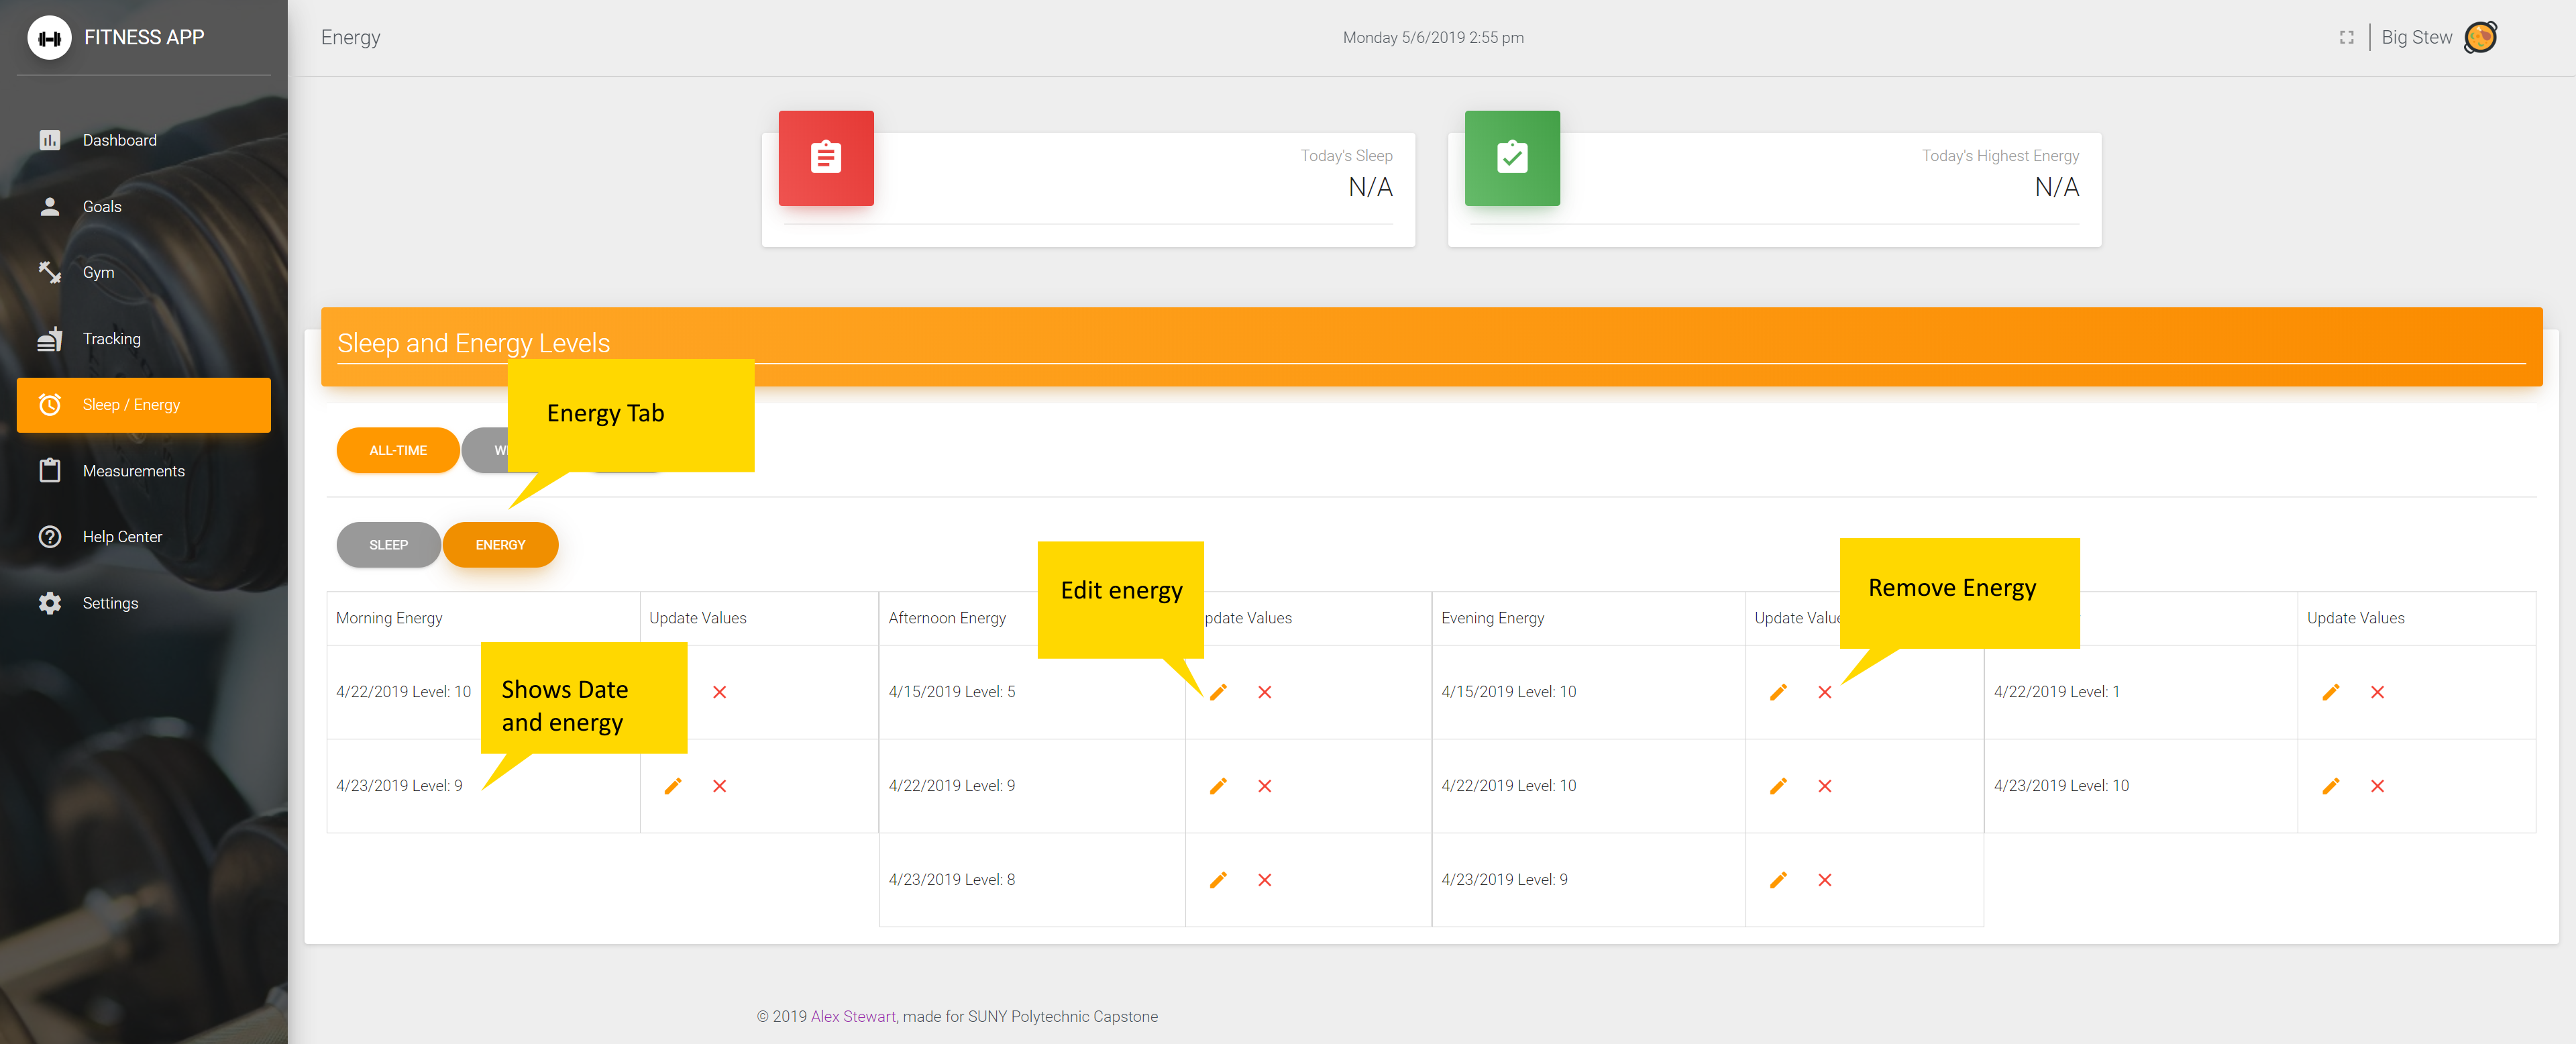 FITNESS APP
Energy
Monday 5/6/2019 2:55 pm
Big Stew
Dashboard
Goals
Gym
Tracking
Sleep / Energy
Measurements
Help Center
Settings
Today's Sleep
N/A
Today's Highest Energy
N/A
Sleep and Energy Levels
Energy Tab
ALL-TIME
SLEEP
ENERGY
Edit energy
Remove Energy
Morning Energy
Update Values
Afternoon Energy
pdate Values
Evening Energy
Update Value
Update Values
Shows Date
and energy
4/22/2019 Level: 10
4/15/2019 Level: 5
4/15/2019 Level: 10
4/22/2019 Level: 1
4/23/2019 Level: 9
4/22/2019 Level: 9
4/22/2019 Level: 10
4/23/2019 Level: 10
4/23/2019 Level: 8
4/23/2019 Level: 9
© 2019 Alex Stewart, made for SUNY Polytechnic Capstone